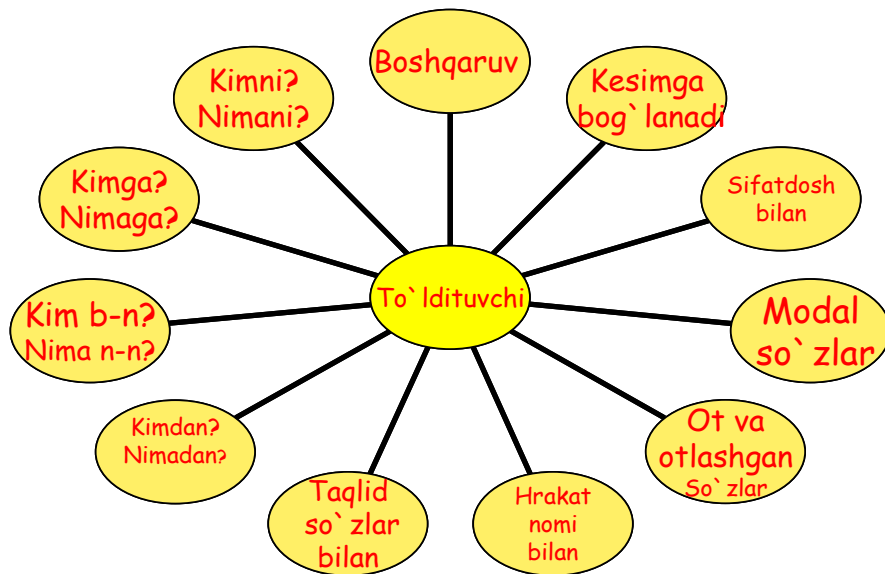 Boshqaruv
Kimni?
Nimani?
Kesimga
bog`lanadi
Kimga?
Nimaga?
Sifatdosh
bilan
To`ldituvchi
Kim b-n?
Nima n-n?
Modal
so`zlar
Kimdan?
Nimadan?
Ot va
otlashgan
So`zlar
Taqlid
so`zlar
bilan
Hrakat
nomi
bilan